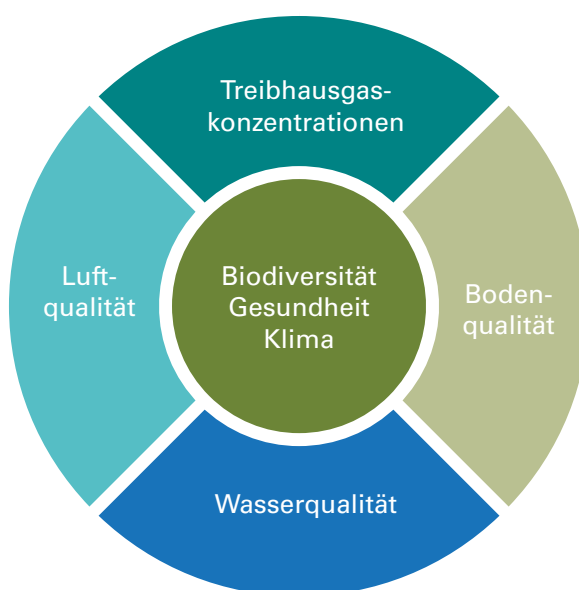 Treibhausgas-
konzentrationen
Luft-
qualität
Biodiversität
Gesundheit
Klima
Boden-
qualität
Wasserqualität